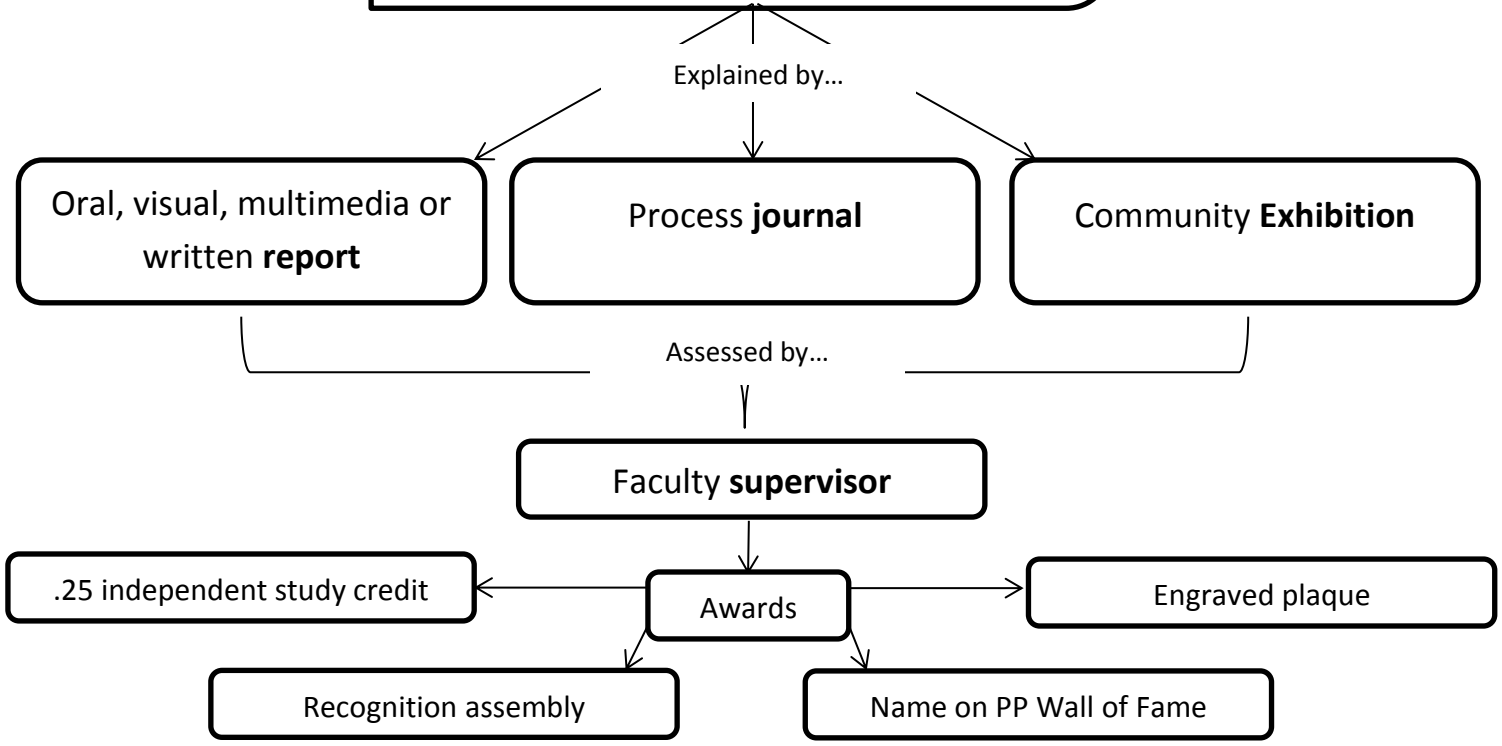 Explained by…
Oral, visual, multimedia or
written report
Process journal
Community Exhibition
Assessed by…
Faculty supervisor
.25 independent study credit
Awards
Engraved plaque
Recognition assembly
Name on PP Wall of Fame